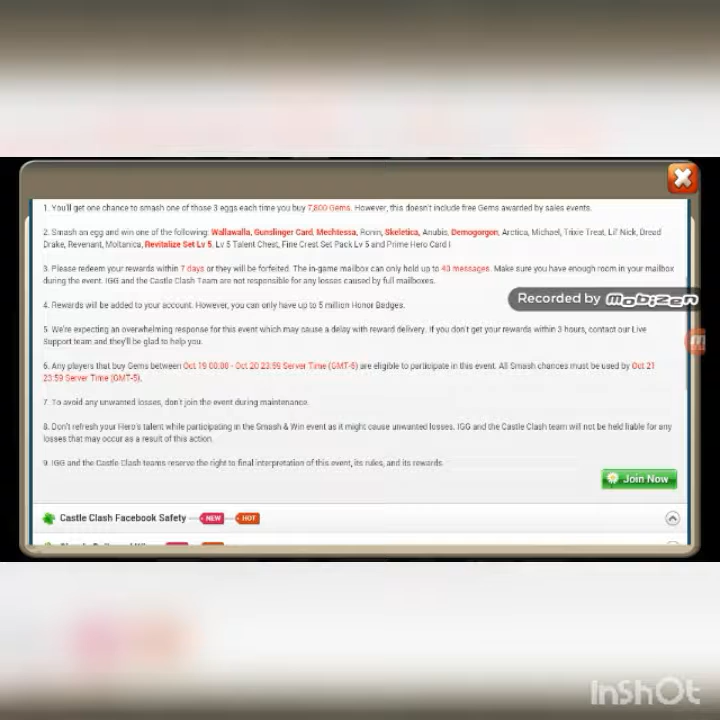 1. You'll get one chance to smash one of those 3 eggs each time you buy 7,800 Gems. However, this doesn't include free Gems awarded by sales events.
2. Smash an egg and win one of the following: Wallawalla, Gunslinger Card, Mechtessa, Ronin, Skeletica, Anubis, Demogorgon, Arctica, Michael, Trixie Treat, Lil' Nick, Dread
Drake, Revenant, Moltanica, Revitalize Set Lv 5, Lv 5 Talent Chest, Fine Crest Set Pack Lv 5 and Prime Hero Card I
3. Please redeem your rewards within 7 days or they will be forfeited. The in-game mailbox can only hold up to 40 messages. Make sure you have enough room in your mailbox
during the event. IGG and the Castle Clash Team are not responsible for any losses caused by full mailboxes.
4. Rewards will be added to your account. However, you can only have up to 5 million Honor Badges.
Recorded by Mobizen
5. We're expecting an overwhelming response for this event which may cause a delay with reward delivery. If you don't get your rewards within 3 hours, contact our Live
Support team and they'll be glad to help you.
6. Any players that buy Gems between Oct 19 00:00 - Oct 20 23:59 Server Time (GMT-5) are eligible to participate in this event. All Smash chances must be used by Oct 21
23:59 Server Time (GMT-5).
7. To avoid any unwanted losses, don't join the event during maintenance.
8. Don't refresh your Hero's talent while participating in the Smash & Win event as it might cause unwanted losses. IGG and the Castle Clash team will not be held liable for any
losses that may occur as a result of this action.
9. IGG and the Castle Clash teams reserve the right to final interpretation of this event, its rules, and its rewards.
Join Now
Castle Clash Facebook Safety NEW HOT
InShOt